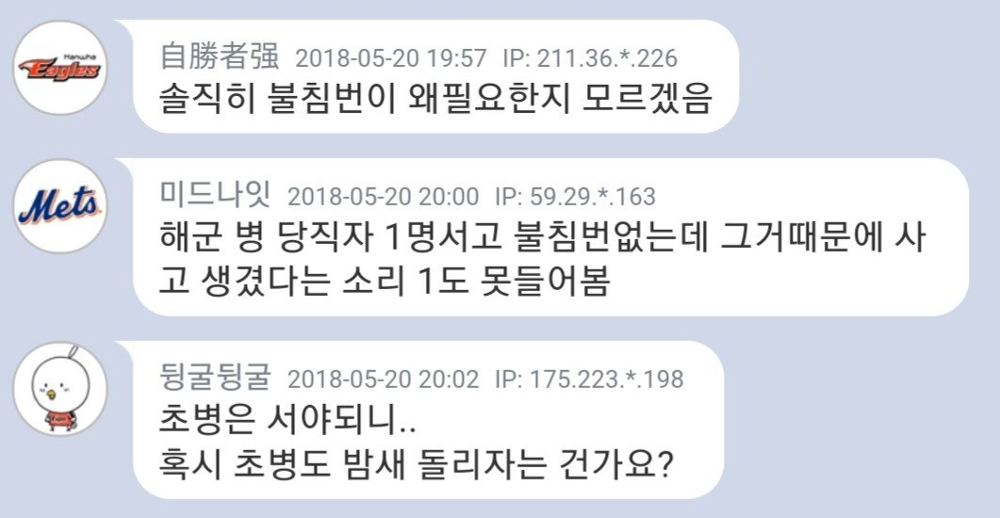 Hanwha
Eagles
自勝者强 2018-05-20 19:57 IP: 211.36.*.226
솔직히 불침번이 왜필요한지 모르겠음
Mets
미드나잇 2018-05-20 20:00 IP: 59.29.*.163
해군 병 당직자 1명서고 불침번없는데 그거때문에 사
고 생겼다는 소리 1도 못들어봄
뒹굴뒹굴 2018-05-20 20:02 IP: 175.223.*.198
초병은 서야되니..
혹시 초병도 밤새 돌리자는 건가요?